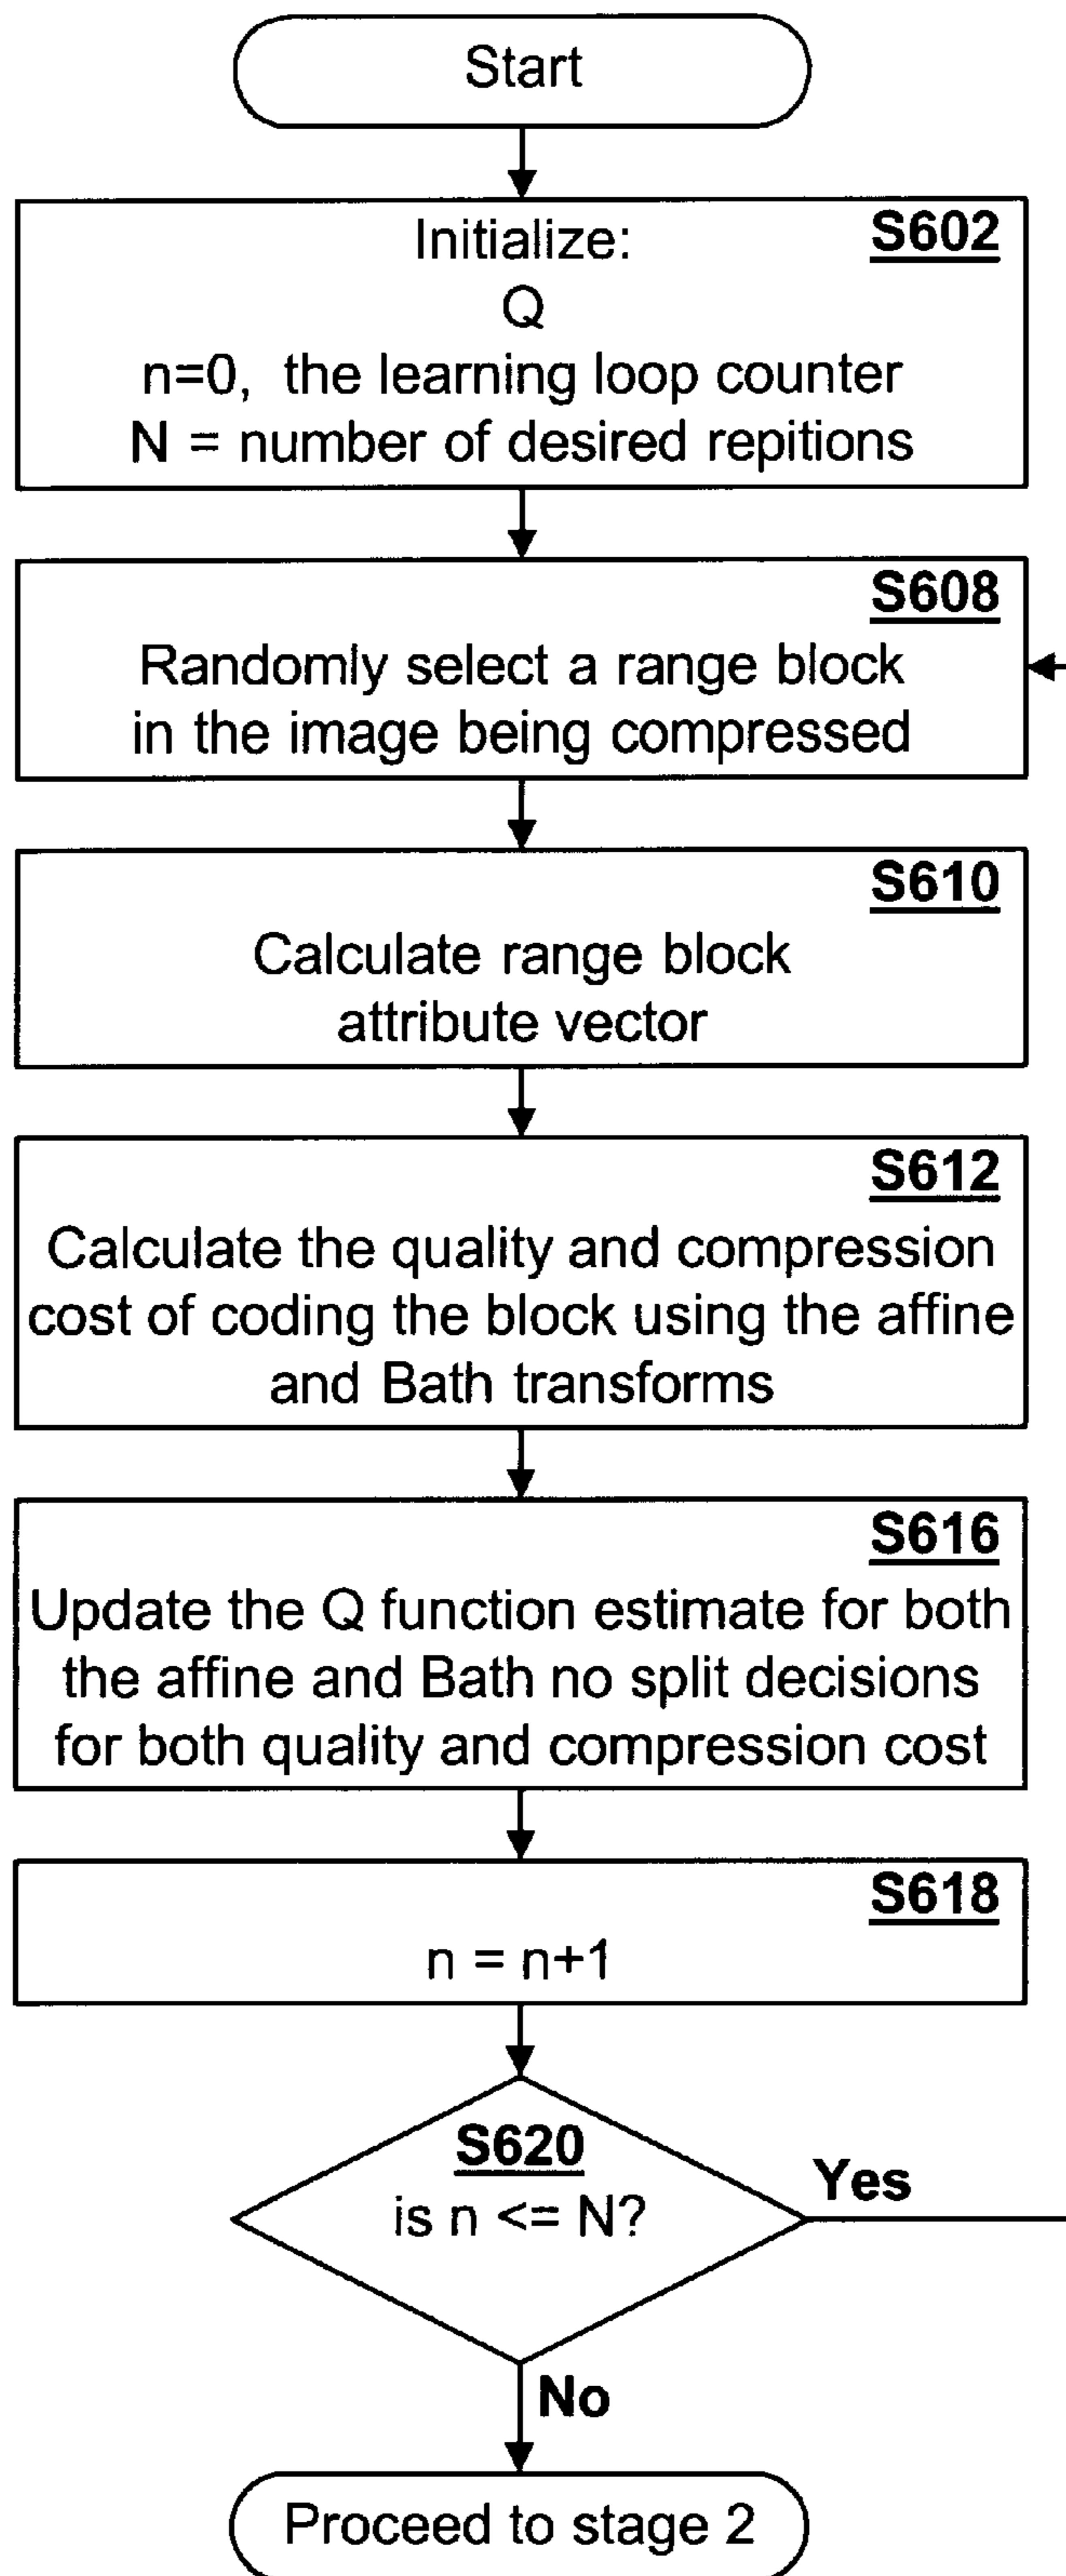 Start
S602
Initialize:
Q
n=0, the learning loop counter
N = number of desired repitions
S608
Randomly select a range block
in the image being compressed
S610
Calculate range block
attribute vector
S612
Calculate the quality and compression
cost of coding the block using the affine
and Bath transforms
S616
Update the Q function estimate for both
the affine and Bath no split decisions
for both quality and compression cost
S618
n = n+1
S620
is n <= N?
Yes
No
Proceed to stage 2